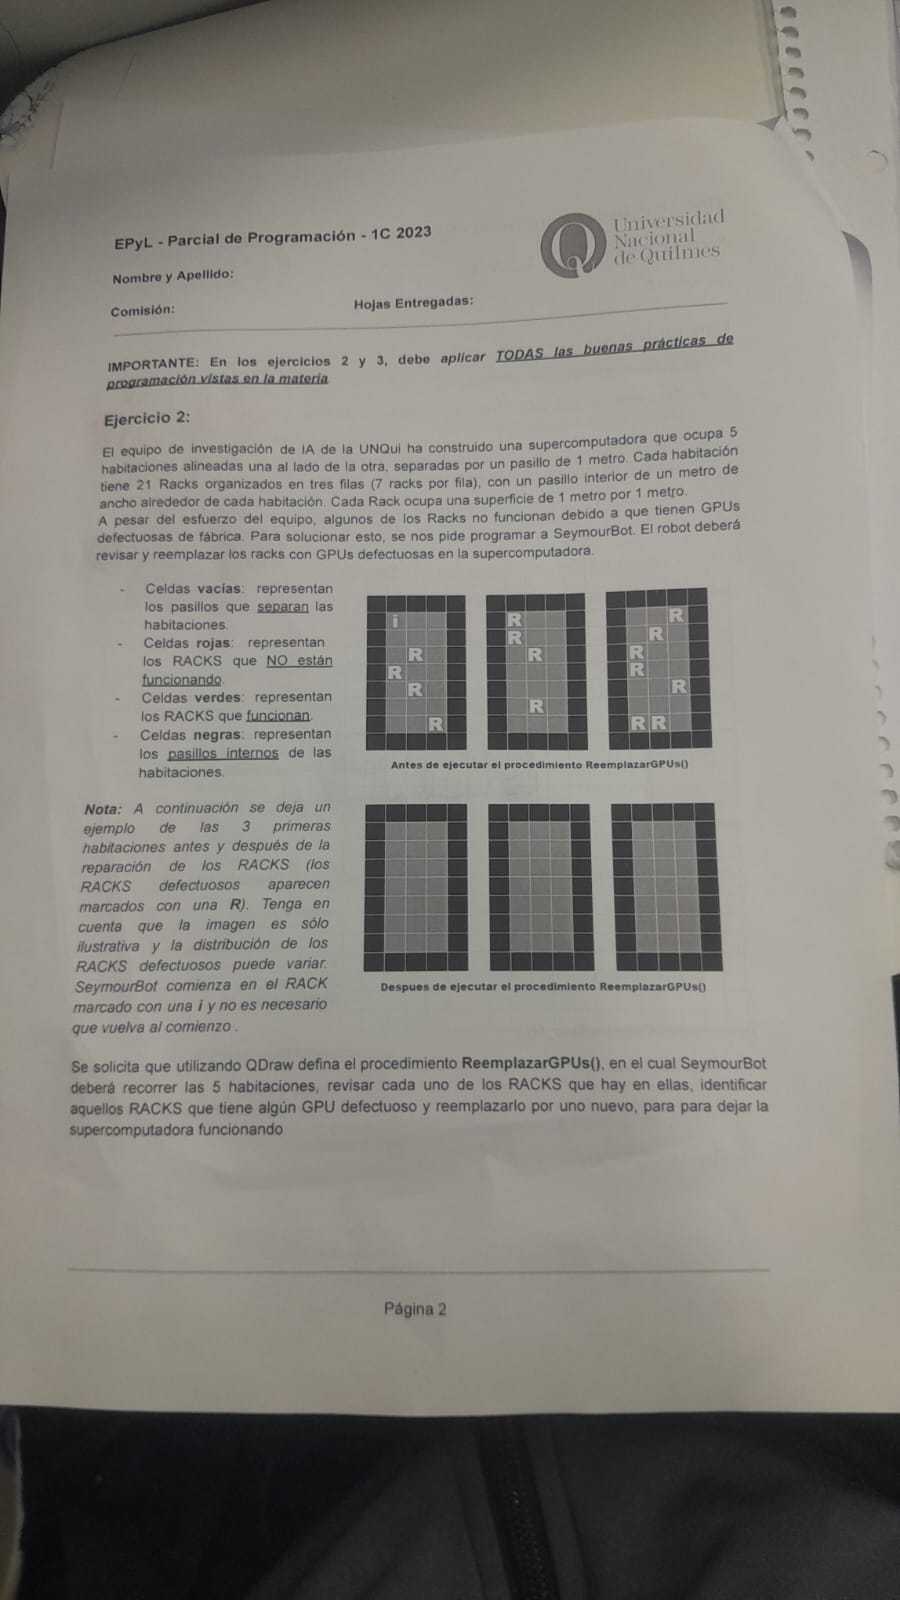 EPyL - Parcial de Programación - 1C 2023
Universidad
Nacional
de Quilmes
Nombre y Apellido:
Comisión:
Hojas Entregadas:
IMPORTANTE: En los ejercicios 2 y 3, debe aplicar TODAS las buenas prácticas de
programación vistas en la materia
Ejercicio 2:
El equipo de investigación de IA de la UNQui ha construido una supercomputadora que ocupa 5
habitaciones alineadas una al lado de la otra, separadas por un pasillo de 1 metro. Cada habitación
tiene 21 Racks organizados en tres filas (7 racks por fila), con un pasillo interior de un metro de
ancho alrededor de cada habitación. Cada Rack ocupa una superficie de 1 metro por 1 metro.
A pesar del esfuerzo del equipo, algunos de los Racks no funcionan debido a que tienen GPUs
defectuosas de fábrica. Para solucionar esto, se nos pide programar a SeymourBot. El robot deberá
revisar y reemplazar los racks con GPUs defectuosas en la supercomputadora.
- Celdas vacías: representan
los pasillos que separan las
habitaciones.
- Celdas rojas: representan
los RACKS que NO están
funcionando.
- Celdas verdes: representan
los RACKS que funcionan.
- Celdas negras: representan
los pasillos internos de las
habitaciones.
i
R
R
R
R
R
R
R
R
R
R
R
R
R
R R
Antes de ejecutar el procedimiento ReemplazarGPUs()
Nota: A continuación se deja un
ejemplo de las 3 primeras
habitaciones antes y después de la
reparación de los RACKS (los
RACKS defectuosos aparecen
marcados con una R). Tenga en
cuenta que la imagen es sólo
ilustrativa y la distribución de los
RACKS defectuosos puede variar.
SeymourBot comienza en el RACK
marcado con una i y no es necesario
que vuelva al comienzo .
Despues de ejecutar el procedimiento ReemplazarGPUs()
Se solicita que utilizando QDraw defina el procedimiento ReemplazarGPUs(), en el cual SeymourBot
deberá recorrer las 5 habitaciones, revisar cada uno de los RACKS que hay en ellas, identificar
aquellos RACKS que tiene algún GPU defectuoso y reemplazarlo por uno nuevo, para para dejar la
supercomputadora funcionando
Página 2